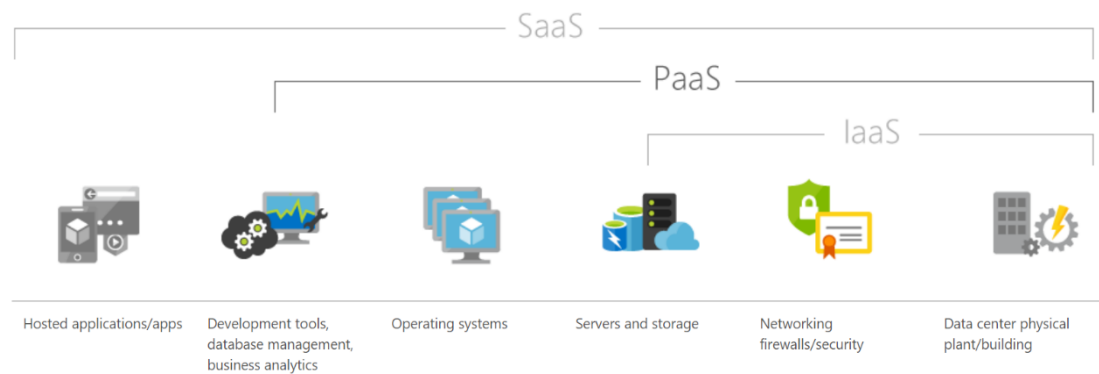 SaaS
PaaS
IaaS
Hosted applications/apps
Development tools,
database management,
business analytics
Operating systems
Servers and storage
Networking
firewalls/security
Data center physical
plant/building